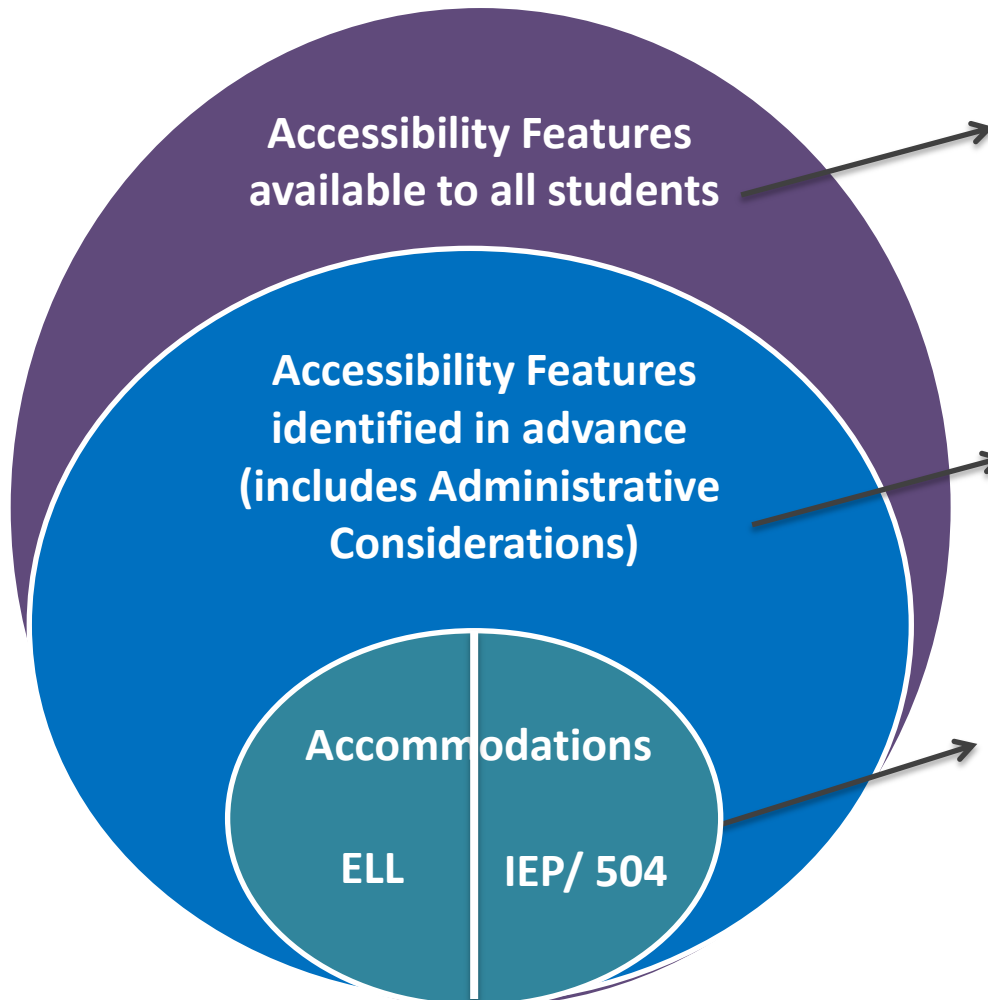 Accessibility Features
available to all students
Accessibility Features
identified in advance
(includes Administrative
Considerations)
Accommodations
ELL
IEP/ 504